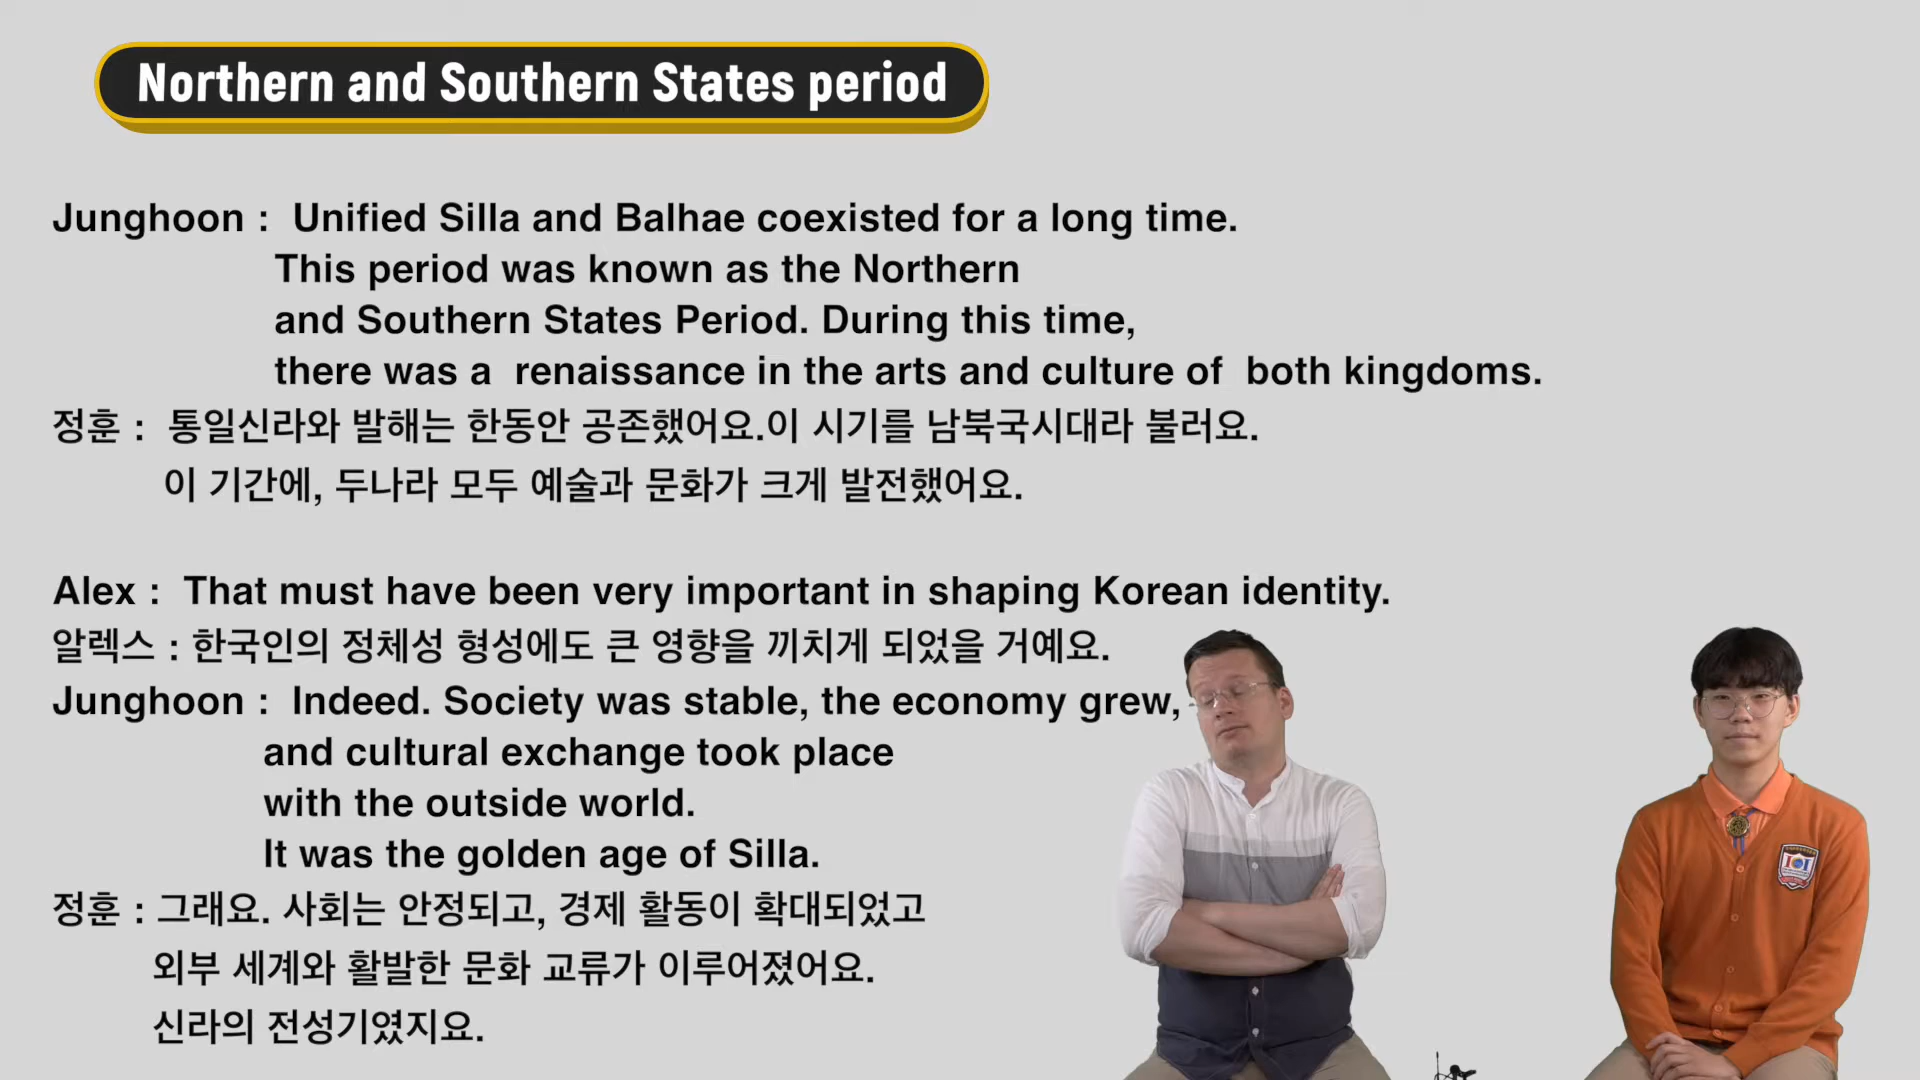 Northern and Southern States period
Junghoon : Unified Silla and Balhae coexisted for a long time.
This period was known as the Northern
and Southern States Period. During this time,
there was a renaissance in the arts and culture of both kingdoms.
정훈 : 통일신라와 발해는 한동안 공존했어요.이 시기를 남북국시대라 불러요.
이 기간에, 두나라 모두 예술과 문화가 크게 발전했어요.
Alex : That must have been very important in shaping Korean identity.
알렉스 : 한국인의 정체성 형성에도 큰 영향을 끼치게 되었을 거예요.
Junghoon : Indeed. Society was stable, the economy grew,
and cultural exchange took place
with the outside world.
It was the golden age of Silla.
정훈 : 그래요. 사회는 안정되고, 경제 활동이 확대되었고
외부 세계와 활발한 문화 교류가 이루어졌어요.
신라의 전성기였지요.